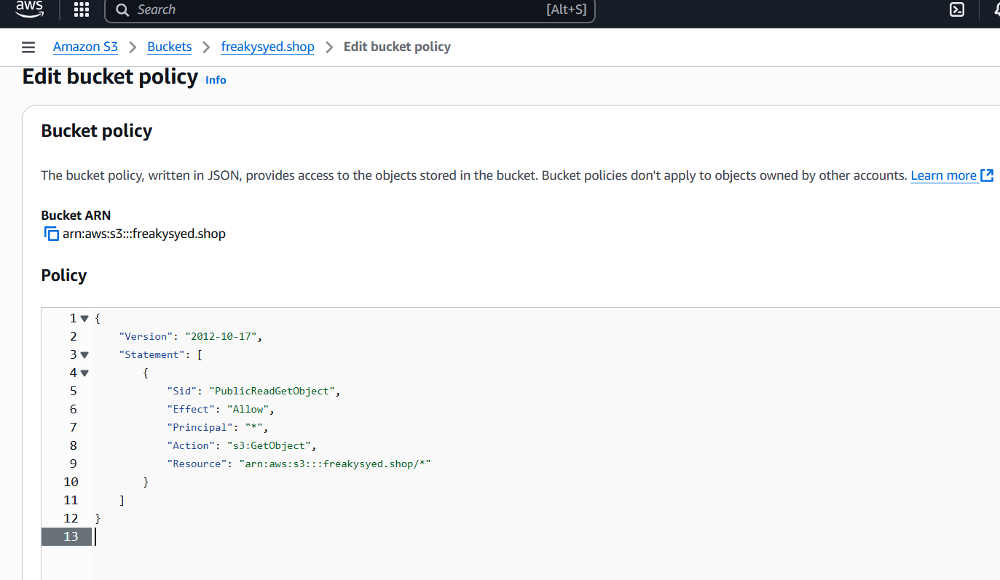 aws
Search [Alt+S]
Amazon S3 > Buckets > freakysyed.shop > Edit bucket policy
Edit bucket policy Info
Bucket policy
The bucket policy, written in JSON, provides access to the objects stored in the bucket. Bucket policies don't apply to objects owned by other accounts. Learn more
Bucket ARN
arn:aws:s3:::freakysyed.shop
Policy
1 {
2 "Version": "2012-10-17",
3 "Statement": [
4 {
5 "Sid": "PublicReadGetObject",
6 "Effect": "Allow",
7 "Principal": "*",
8 "Action": "s3:GetObject",
9 "Resource": "arn:aws:s3:::freakysyed.shop/*"
10 }
11 ]
12 }
13